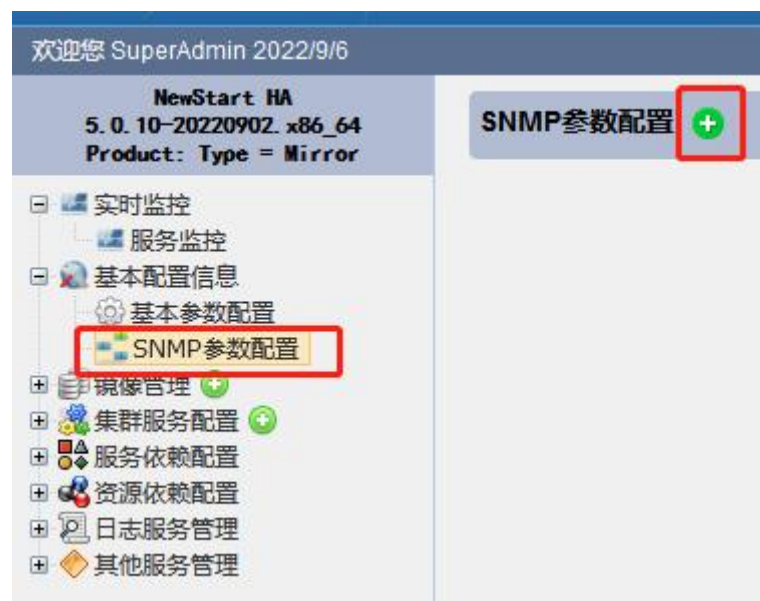 欢迎您 SuperAdmin 2022/9/6
NewStart HA
5.0.10-20220902.x86_64
Product: Type = Mirror
SNMP参数配置
实时监控
服务监控
基本配置信息
基本参数配置
SNMP参数配置
镜像管理
集群服务配置
服务依赖配置
资源依赖配置
日志服务管理
其他服务管理